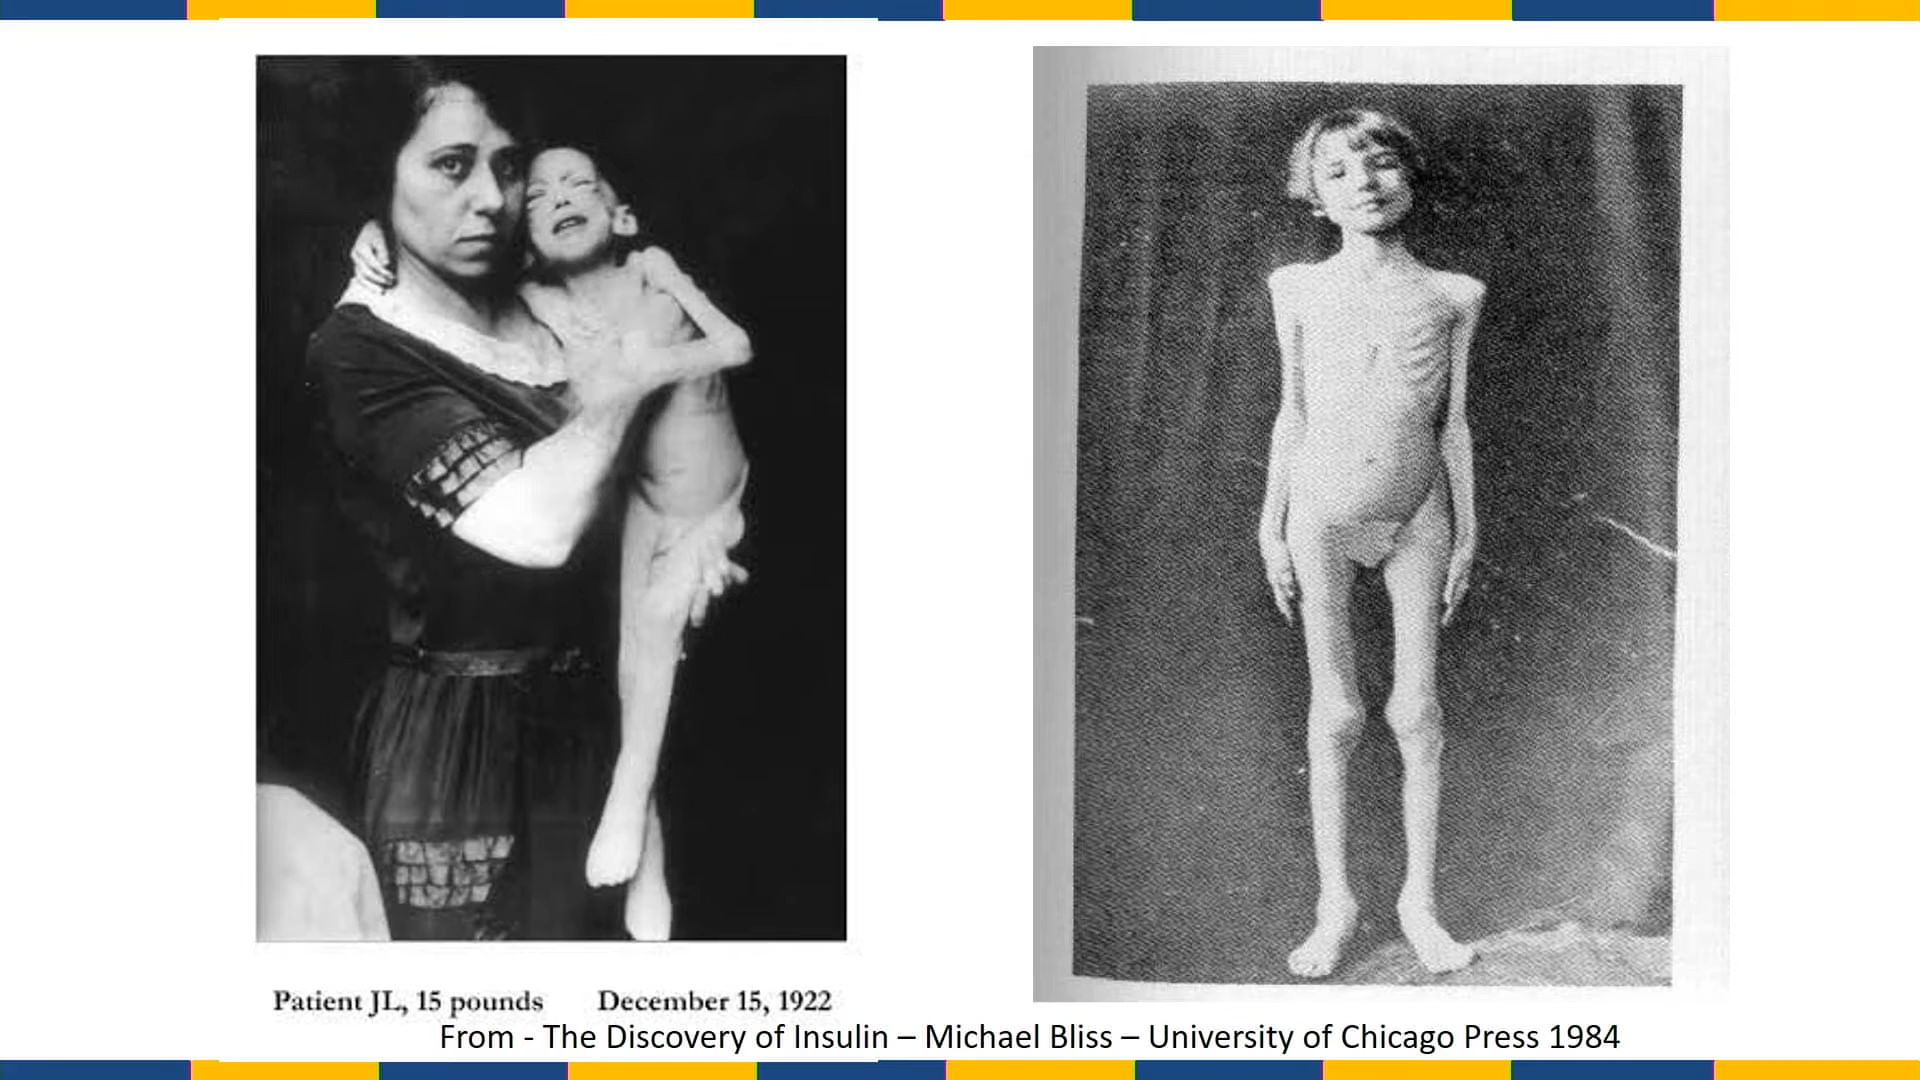 Patient JL, 15 pounds December 15, 1922
From - The Discovery of Insulin – Michael Bliss – University of Chicago Press 1984